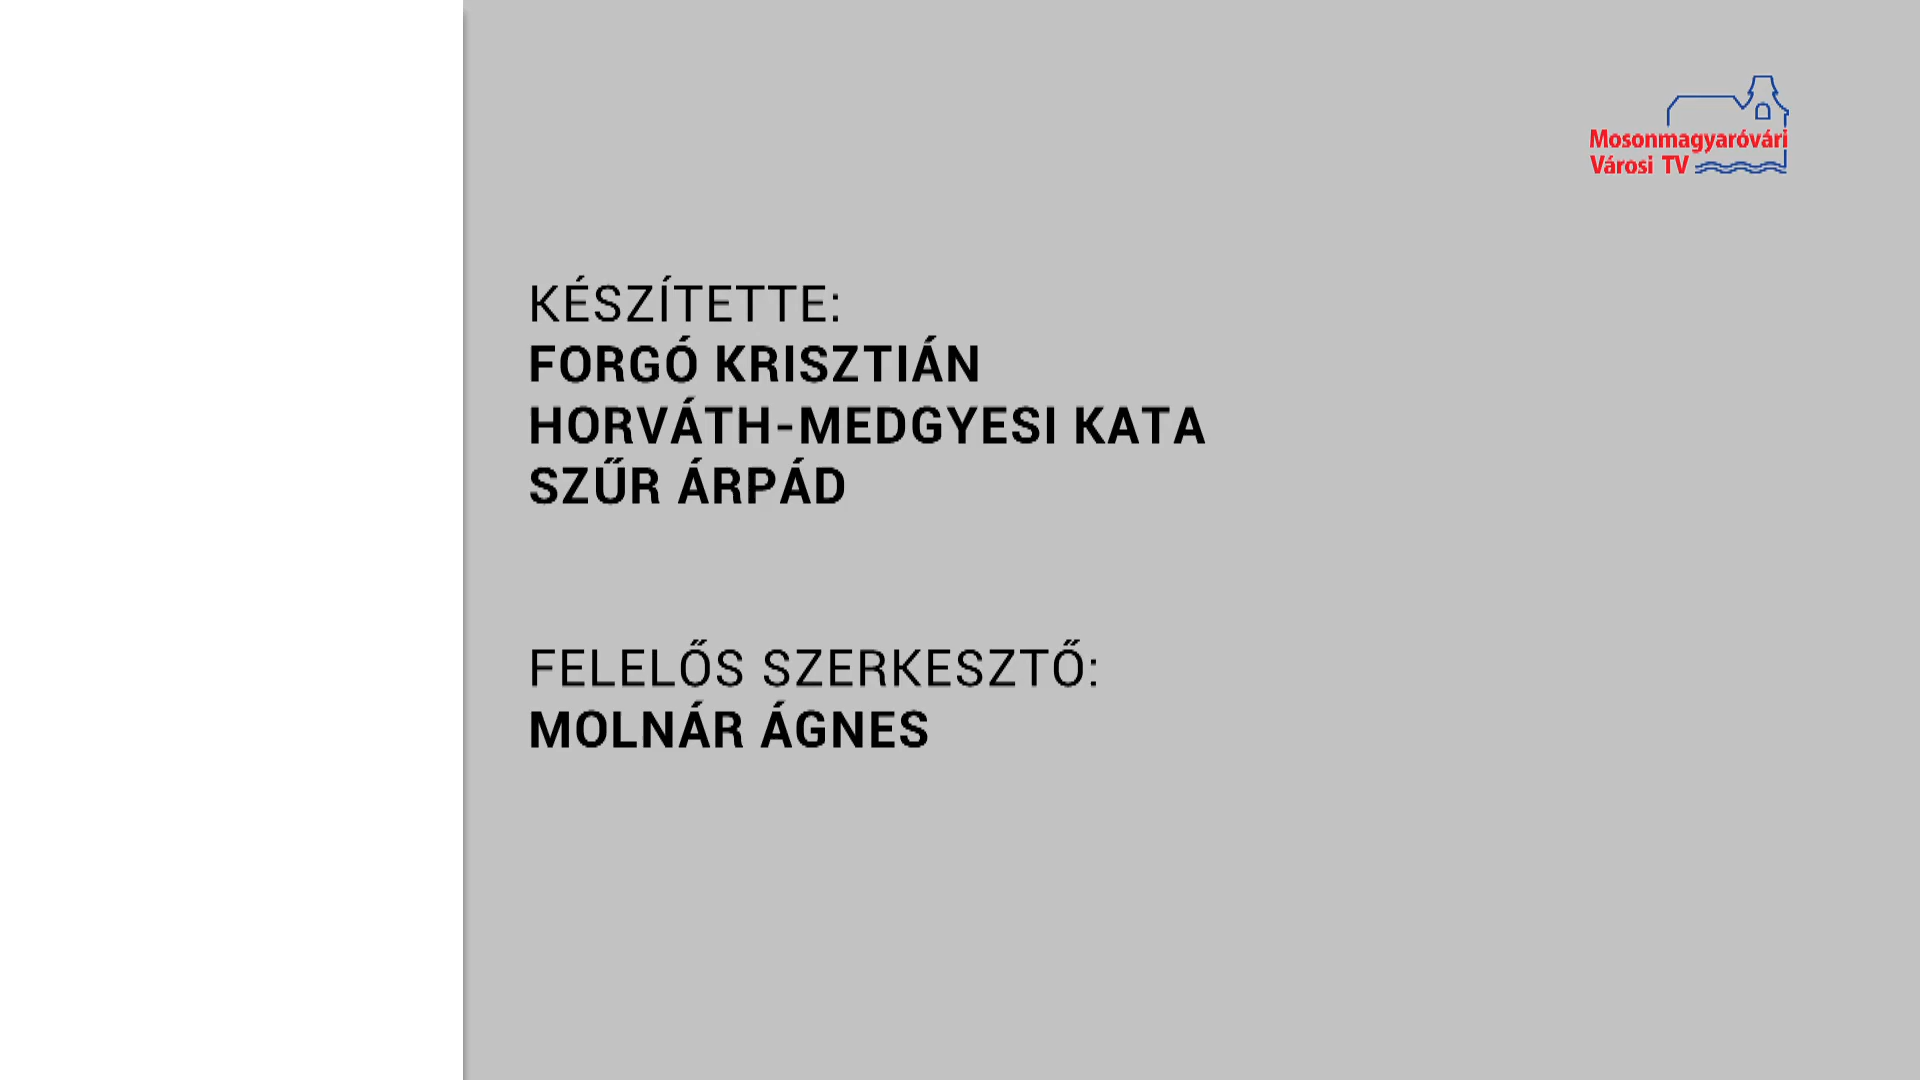 Mosonmagyaróvári
Városi TV
KÉSZÍTETTE:
FORGÓ KRISZTIÁN
HORVÁTH-MEDGYESI KATA
SZŰR ÁRPÁD
FELELŐS SZERKESZTŐ:
MOLNÁR ÁGNES